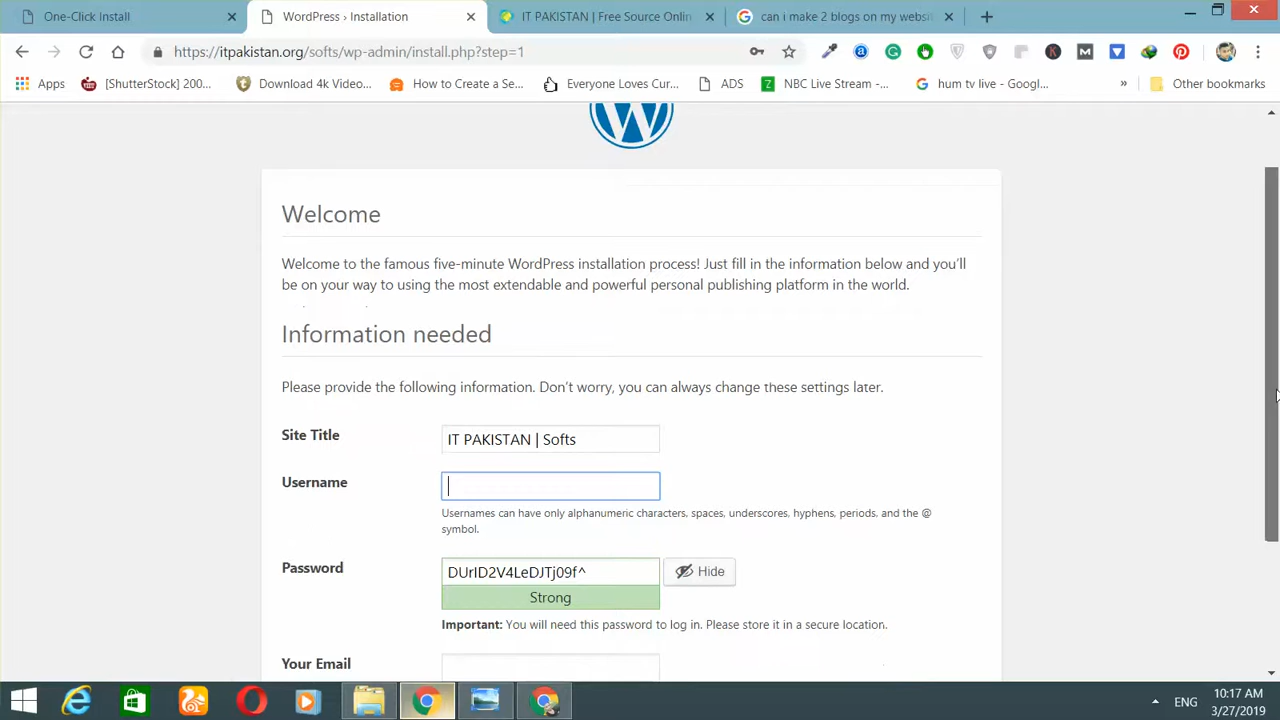 One-Click Install
WordPress › Installation
IT PAKISTAN | Free Source Onlin
can i make 2 blogs on my websi
https://itpakistan.org/softs/wp-admin/install.php?step=1
Apps
[ShutterStock] 200...
Download 4k Video...
How to Create a Se...
Everyone Loves Cur...
ADS
NBC Live Stream -...
hum tv live - Googl...
»
Other bookmarks
Welcome
Welcome to the famous five-minute WordPress installation process! Just fill in the information below and you'll
be on your way to using the most extendable and powerful personal publishing platform in the world.
Information needed
Please provide the following information. Don't worry, you can always change these settings later.
Site Title
IT PAKISTAN | Softs
Username
Usernames can have only alphanumeric characters, spaces, underscores, hyphens, periods, and the @
symbol.
Password
DUrID2V4LeDJTj09f^
Hide
Strong
Important: You will need this password to log in. Please store it in a secure location.
Your Email
ENG
10:17 AM
3/27/2019